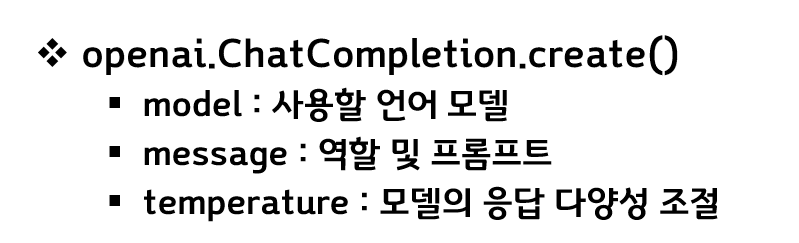 ❖ openai.ChatCompletion.create()
▪ model : 사용할 언어 모델
▪ message : 역할 및 프롬프트
▪ temperature : 모델의 응답 다양성 조절